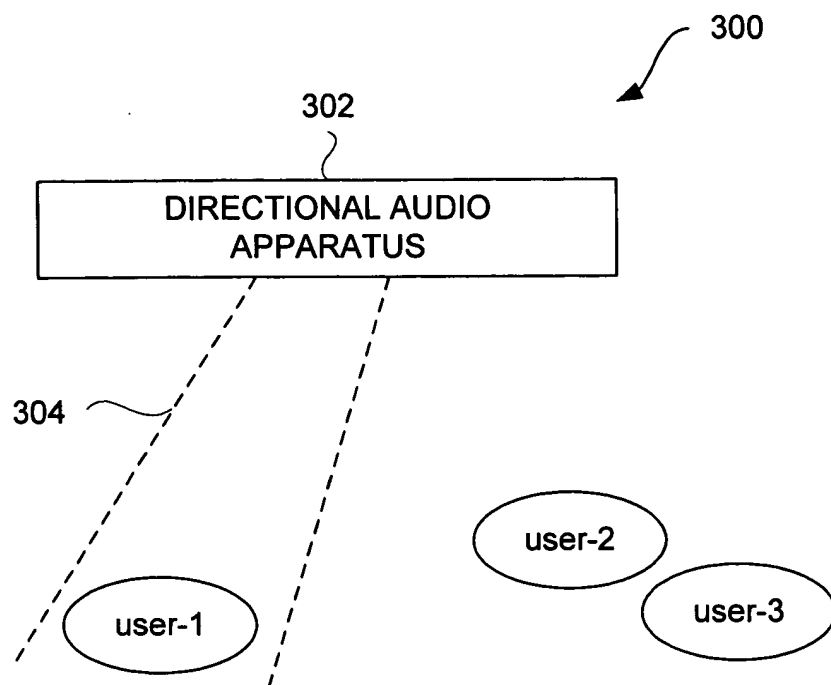 300
302
DIRECTIONAL AUDIO
APPARATUS
304
user-2
user-1
user-3